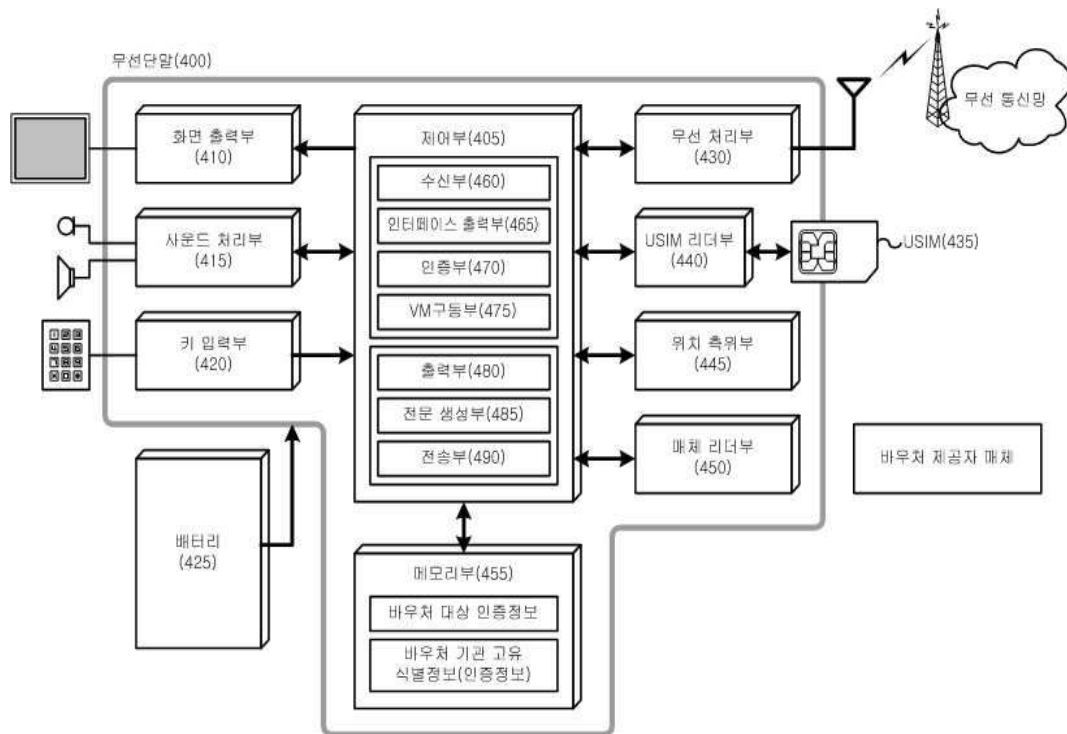 무선단말(400)
무선 통신망
화면 출력부
(410)
사운드 처리부
(415)
키 입력부
(420)
배터리
(425)
제어부(405)
수신부(460)
인터페이스 출력부(465)
인증부(470)
VM구동부(475)
출력부(480)
전문 생성부(485)
전송부(490)
메모리부(455)
바우처 대상 인증정보
바우처 기관 고유
식별정보(인증정보)
무선 처리부
(430)
USIM 리더부
(440)
USIM(435)
위치 측위부
(445)
매체 리더부
(450)
바우처 제공자 매체